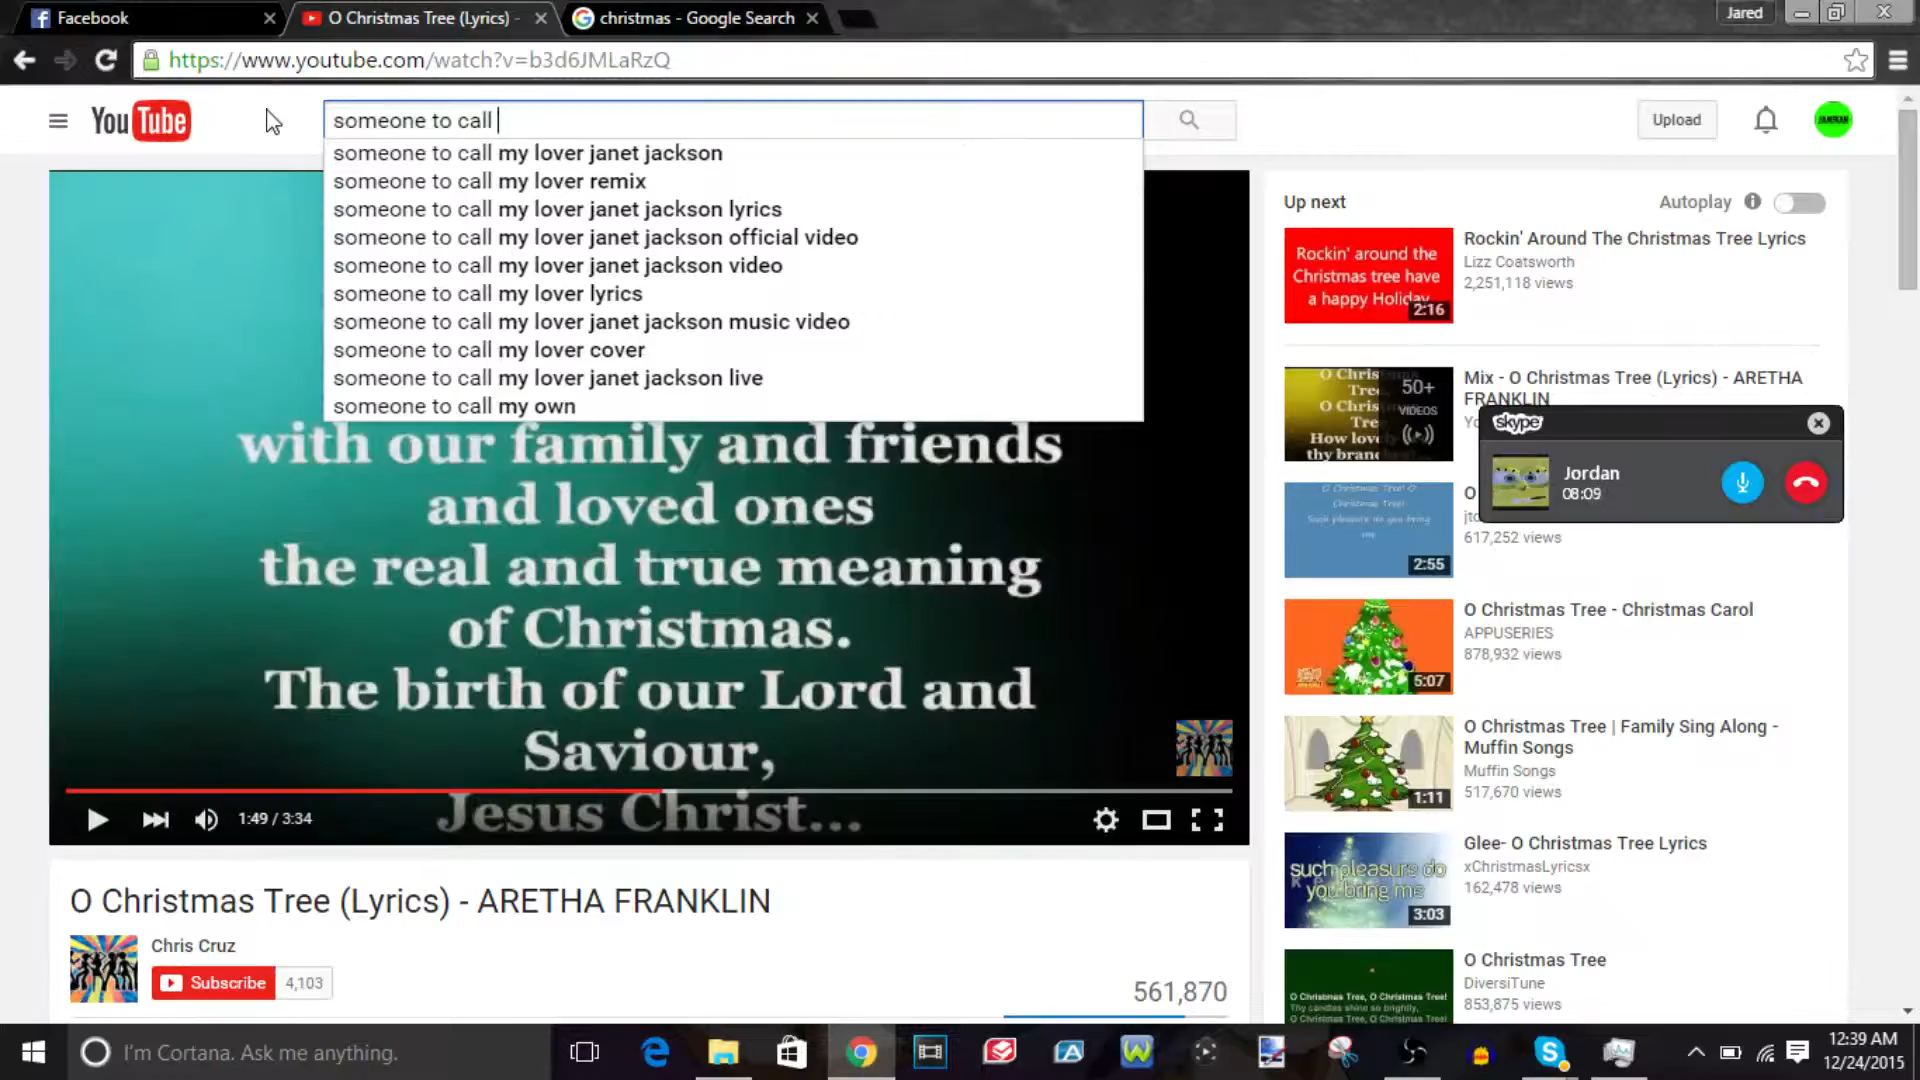 Facebook
O Christmas Tree (Lyrics) -
christmas - Google Search
Jared
https://www.youtube.com/watch?v=b3d6JMLaRzQ
YouTube
someone to call
Upload
someone to call my lover janet jackson
someone to call my lover remix
someone to call my lover janet jackson lyrics
someone to call my lover janet jackson official video
someone to call my lover janet jackson video
someone to call my lover lyrics
someone to call my lover janet jackson music video
someone to call my lover cover
someone to call my lover janet jackson live
someone to call my own
with our family and friends
and loved ones
the real and true meaning
of Christmas.
The birth of our Lord and
Saviour,
Jesus Christ...
1:49 / 3:34
O Christmas Tree (Lyrics) - ARETHA FRANKLIN
Chris Cruz
Subscribe
4,103
561,870
Up next
Autoplay
Rockin' around the
Christmas tree have
a happy Holiday
2:16
Rockin' Around The Christmas Tree Lyrics
Lizz Coatsworth
2,251,118 views
50+
VIDEOS
Mix - O Christmas Tree (Lyrics) - ARETHA
FRANKLIN
skype
Jordan
08:09
2:55
617,252 views
5:07
O Christmas Tree - Christmas Carol
APPUSERIES
878,932 views
1:11
O Christmas Tree | Family Sing Along -
Muffin Songs
Muffin Songs
517,670 views
such pleasure do
you bring me
3:03
Glee- O Christmas Tree Lyrics
xChristmasLyricsx
162,478 views
O Christmas Tree, O Christmas Tree!
Thy candles shine so brightly,
O Christmas Tree
DiversiTune
853,875 views
I'm Cortana. Ask me anything.
12:39 AM
12/24/2015